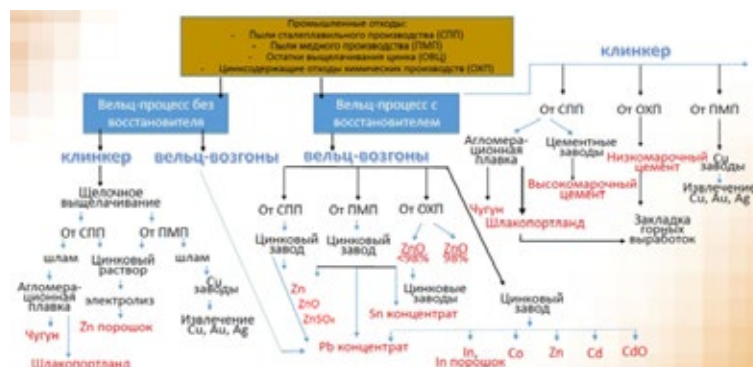 Промышленные отходы:
- Пыли сталеплавильного производства (СПП)
- Пыли медного производства (ПМП)
- Остатки выщелачивания цинка (ОВЦ)
- Цинксодержащие отходы химических производств (ОХП)
Вельц-процесс без
восстановителя
Вельц-процесс с
восстановителем
клинкер
вельц-возгоны
Щелочное
выщелачивание
От СПП
От ПМП
шлам
Цинковый
раствор
шлам
Агломера-
ционная
плавка
электролиз
Cu
заводы
Чугун
Zn порошок
Извлечение
Cu, Au, Ag
Шлакопортланд
вельц-возгоны
От СПП
От ПМП
От ОХП
Цинковый
завод
Цинковый
завод
ZnO
<98%
ZnO
98%
Zn
ZnO
ZnSO₄
Цинковые
заводы
Sn концентрат
Цинковый
завод
Pb концентрат
In,
In порошок
Co
Zn
Cd
CdO
клинкер
От СПП
От ОХП
От ПМП
Агломера-
ционная
плавка
Цементные
заводы
Низкомарочный
цемент
Cu
заводы
Высокомарочный
цемент
Извлечение
Cu, Au, Ag
Чугун
Шлакопортланд
Закладка
горных
выработок